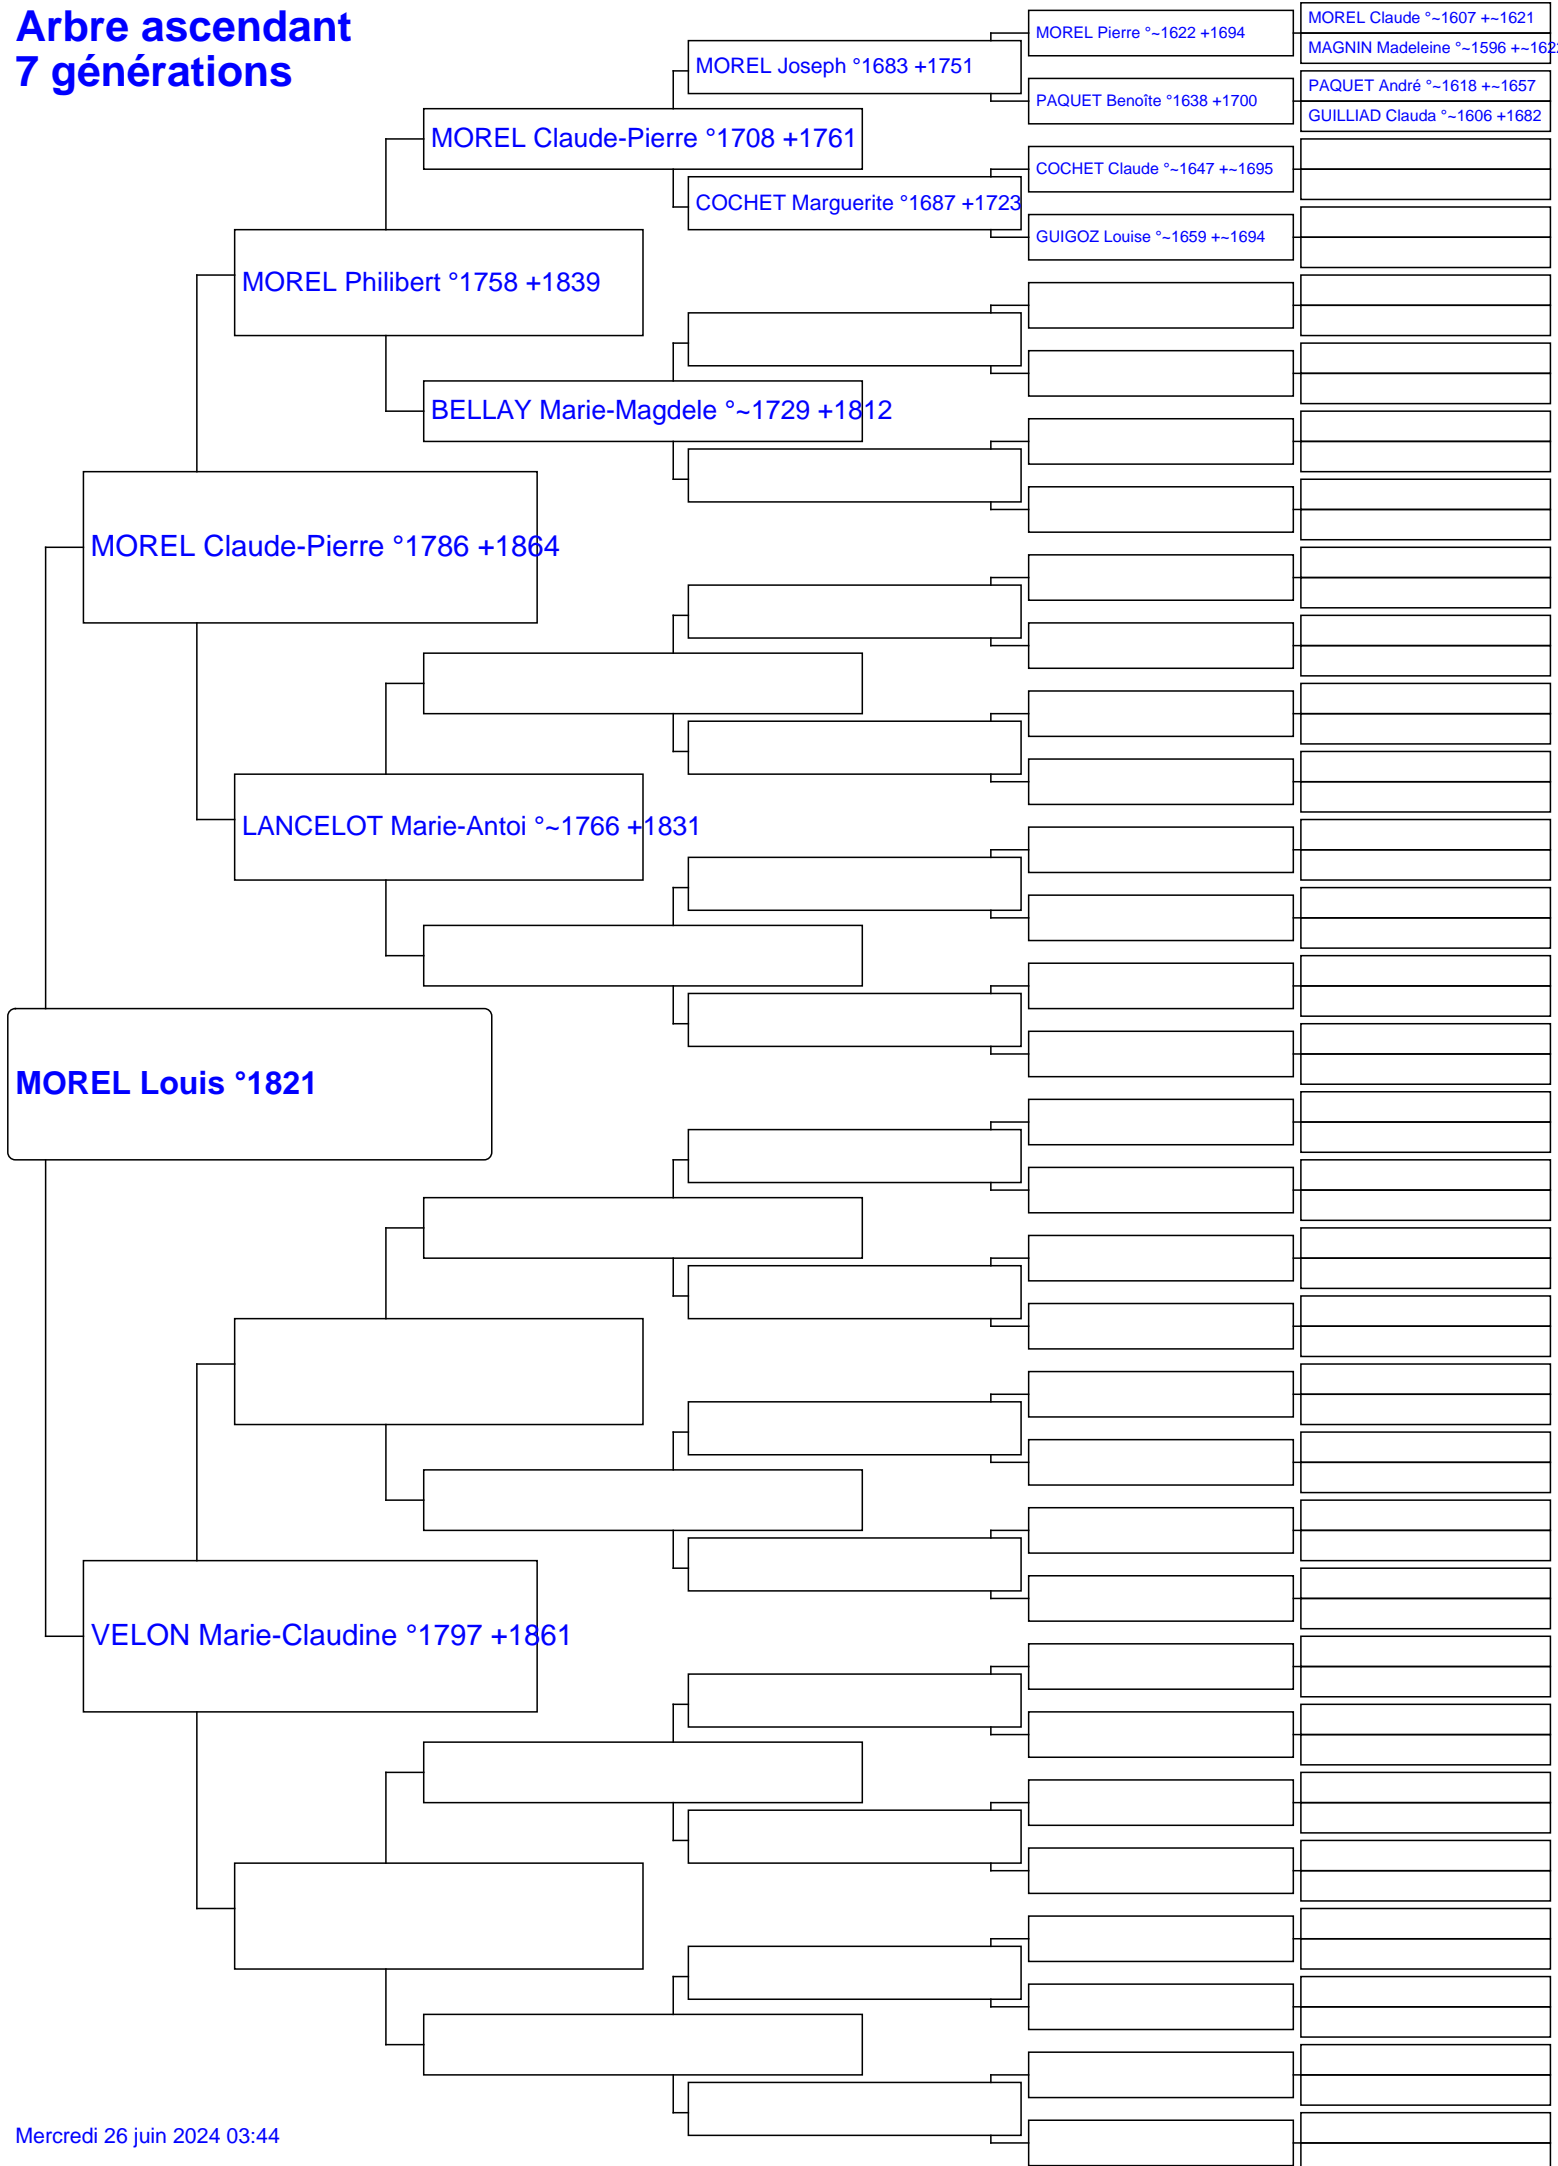 Arbre ascendant
7 générations
MOREL Claude °~1607 +~1621
MOREL Pierre °~1622 +1694
MAGNIN Madeleine °~1596 +~162
MOREL Joseph °1683 +1751
PAQUET André °~1618 +~1657
PAQUET Benoîte °1638 +1700
GUILLIAD Clauda °~1606 +1682
MOREL Claude-Pierre °1708 +1761
COCHET Claude °~1647 +~1695
COCHET Marguerite °1687 +1723
GUIGOZ Louise °~1659 +~1694
MOREL Philibert °1758 +1839
BELLAY Marie-Magdele °~1729 +1812
MOREL Claude-Pierre °1786 +1864
LANCELOT Marie-Antoi °~1766 +1831
MOREL Louis °1821
VELON Marie-Claudine °1797 +1861
Mercredi 26 juin 2024 03:44